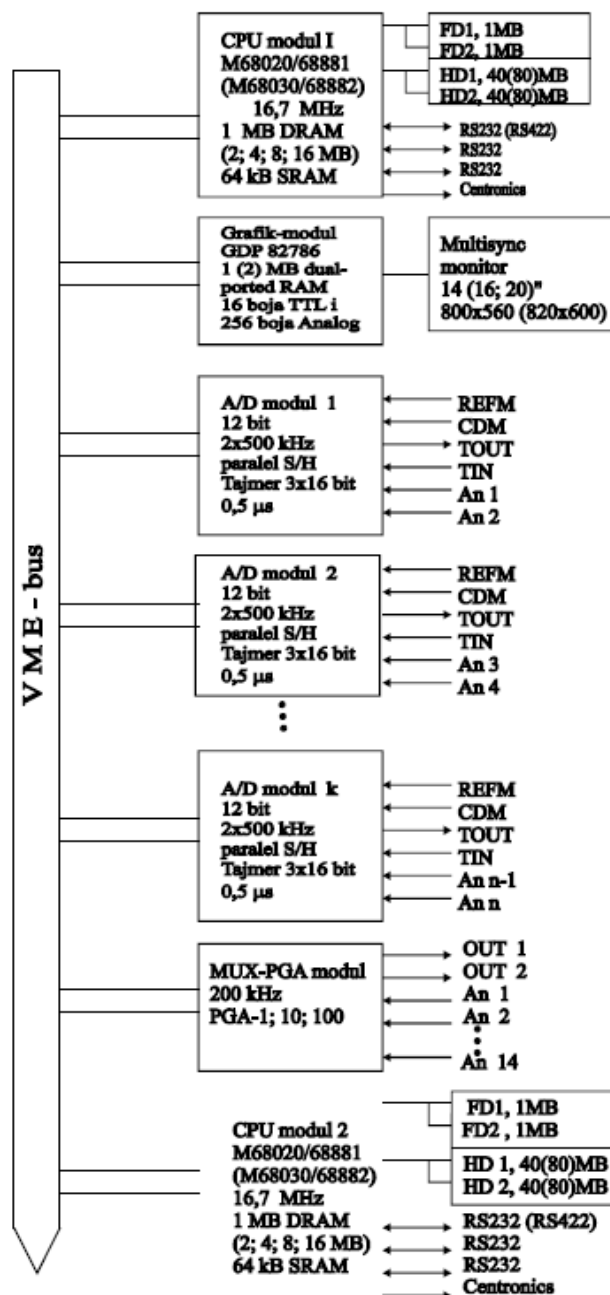 CPU modul I
M68020/68881
(M68030/68882)
16,7 MHz
1 MB DRAM
(2; 4; 8; 16 MB)
64 kB SRAM
FD1, 1MB
FD2, 1MB
HD1, 40(80)MB
HD2, 40(80)MB
RS232 (RS422)
RS232
RS232
Centronics
VME-bus
Grafik-modul
GDP 82786
1 (2) MB dual-
ported RAM
16 boja TTL i
256 boja Analog
Multisync
monitor
14 (16; 20)"
800x560 (820x600)
A/D modul 1
12 bit
2x500 kHz
paralel S/H
Tajmer 3x16 bit
0,5 μs
REFM
CDM
TOUT
TIN
An 1
An 2
A/D modul 2
12 bit
2x500 kHz
paralel S/H
Tajmer 3x16 bit
0,5 μs
REFM
CDM
TOUT
TIN
An 3
An 4
A/D modul k
12 bit
2x500 kHz
paralel S/H
Tajmer 3x16 bit
0,5 μs
REFM
CDM
TOUT
TIN
An n-1
An n
MUX-PGA modul
200 kHz
PGA-1; 10; 100
OUT 1
OUT 2
An 1
An 2
An 14
CPU modul 2
M68020/68881
(M68030/68882)
16,7 MHz
1 MB DRAM
(2; 4; 8; 16 MB)
64 kB SRAM
FD1, 1MB
FD2 , 1MB
HD 1, 40(80)MB
HD 2, 40(80)MB
RS232 (RS422)
RS232
RS232
Centronics